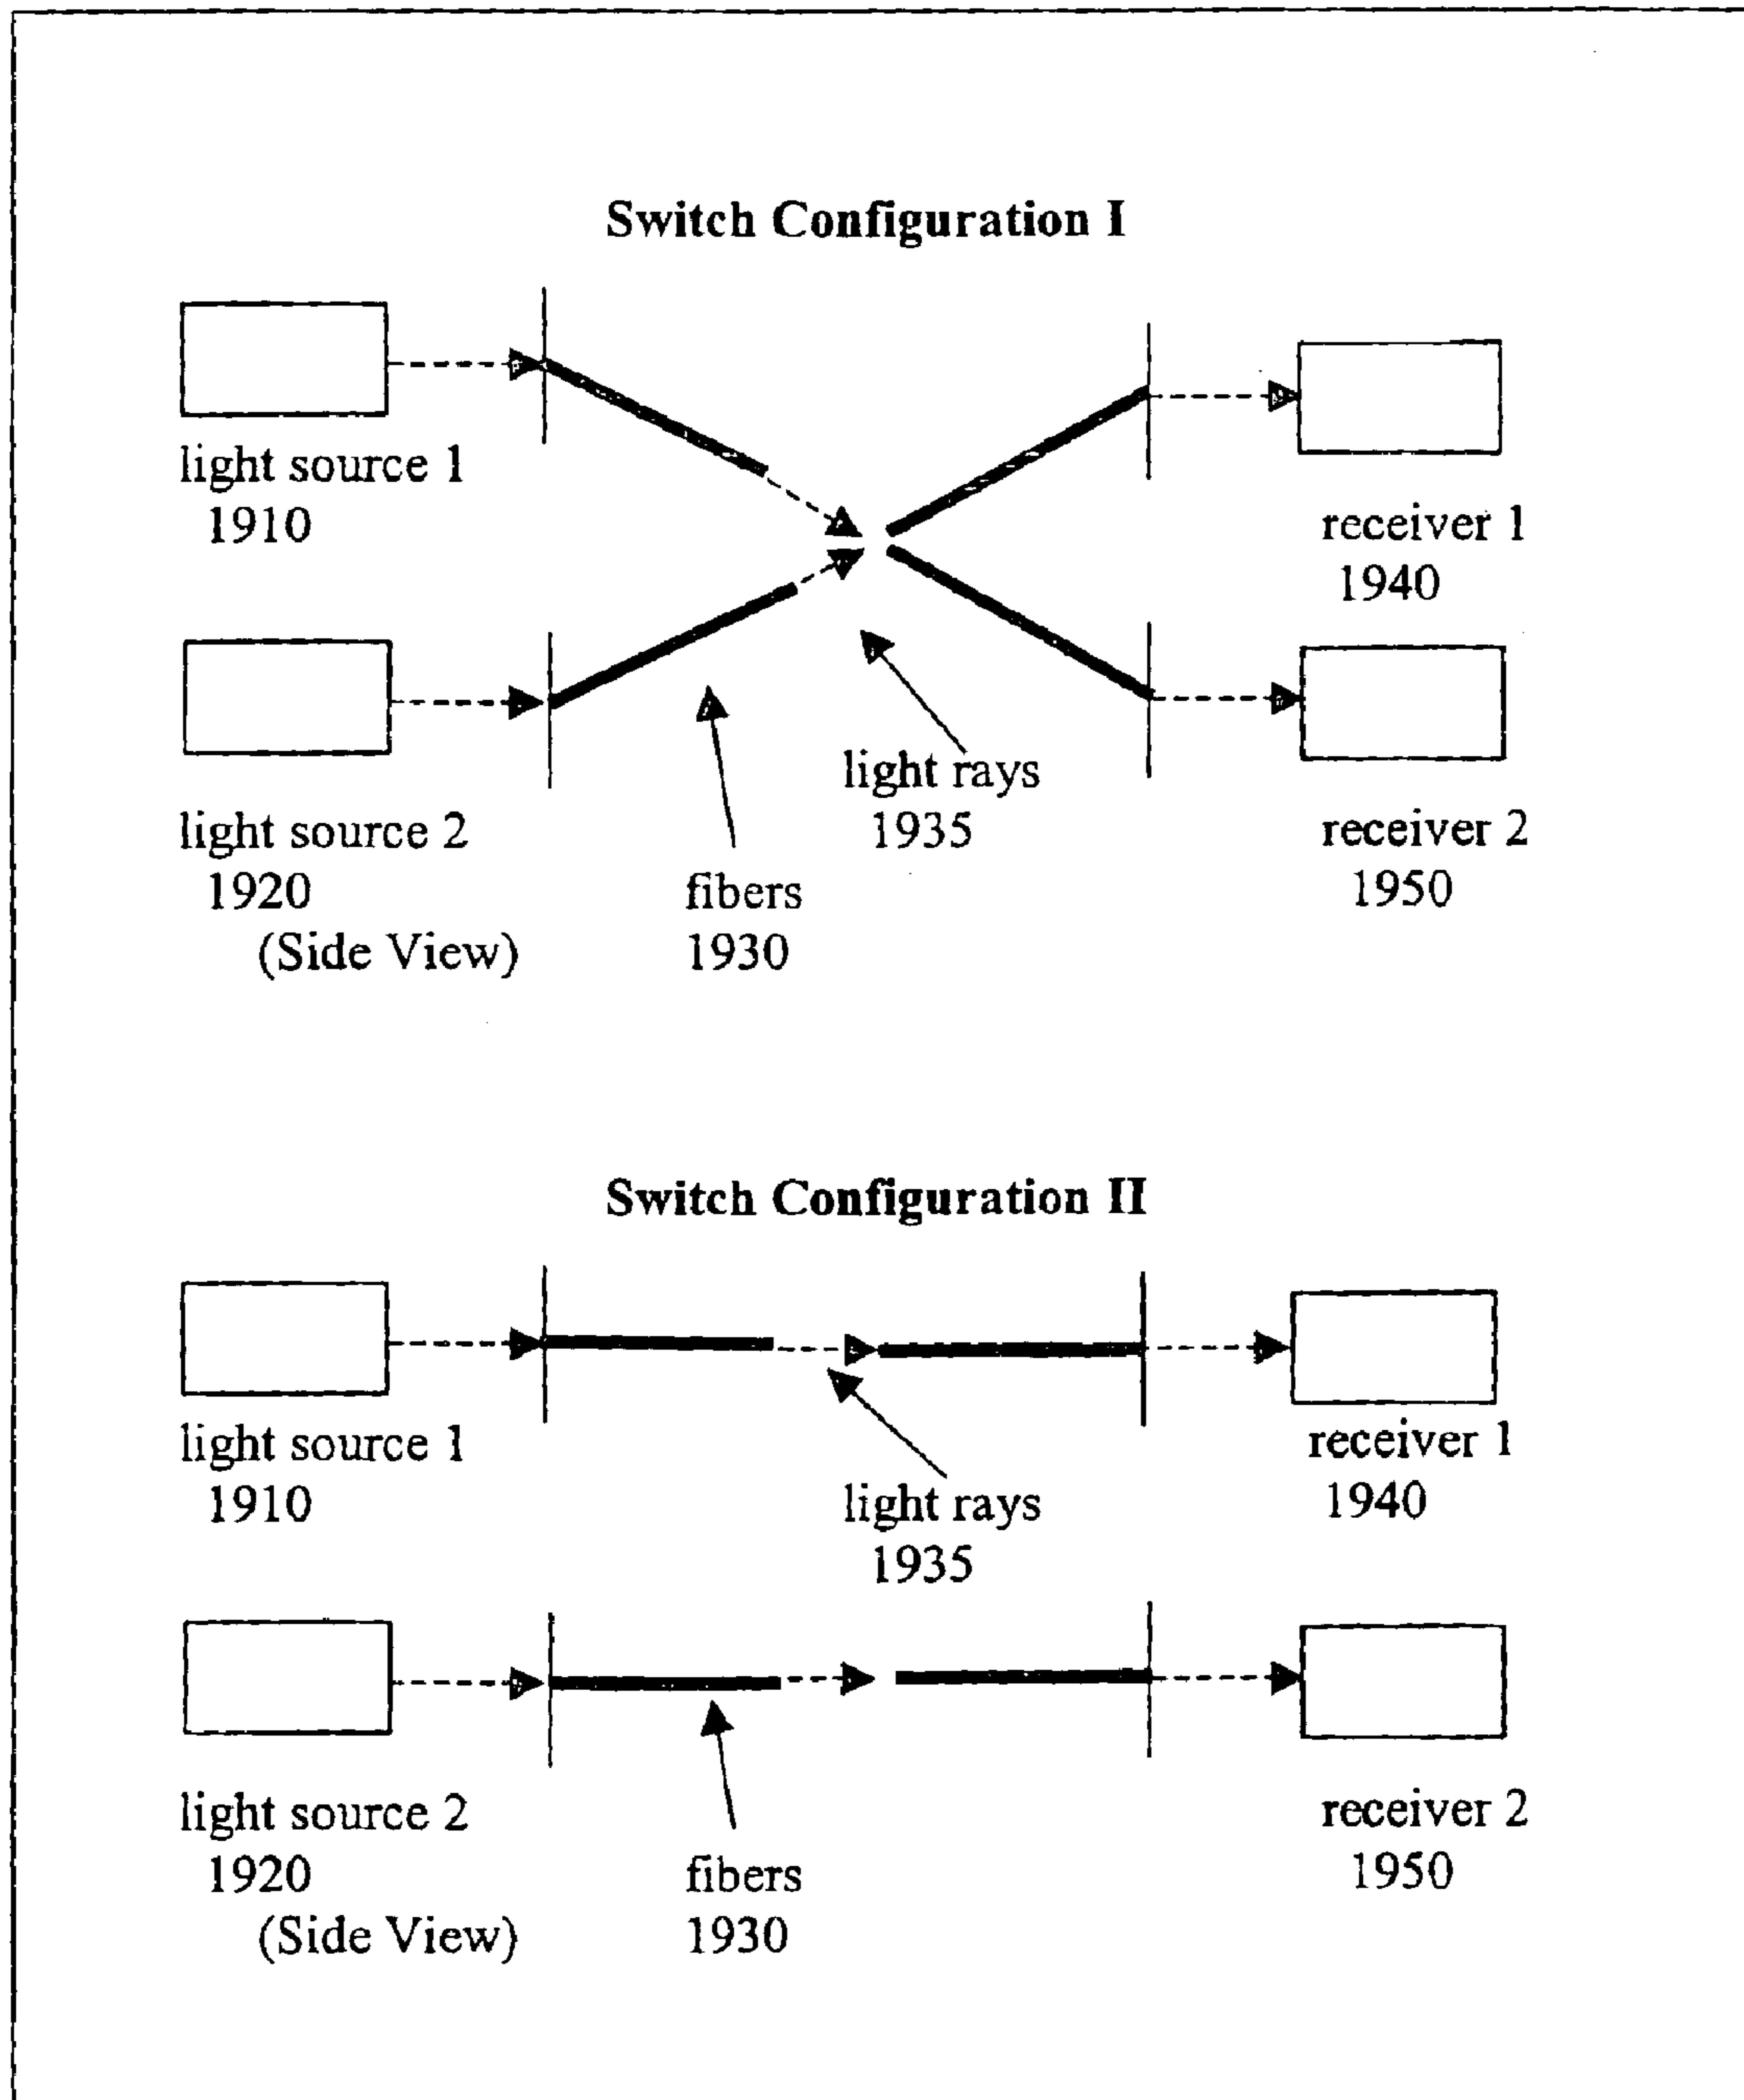 Switch Configuration I
light source 1
1910
receiver 1
1940
light rays
1935
light source 2
1920
(Side View)
fibers
1930
receiver 2
1950
Switch Configuration II
light source 1
1910
receiver 1
1940
light rays
1935
light source 2
1920
(Side View)
fibers
1930
receiver 2
1950